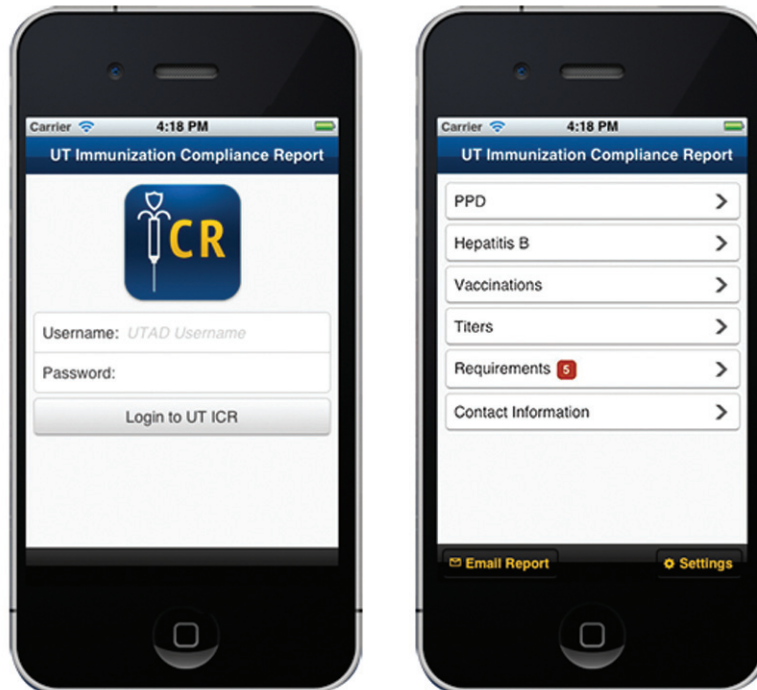 Carrier 4:18 PM
UT Immunization Compliance Report
iCR
Username: UTAD Username
Password:
Login to UT ICR
Carrier 4:18 PM
UT Immunization Compliance Report
PPD
Hepatitis B
Vaccinations
Titers
Requirements 5
Contact Information
Email Report Settings